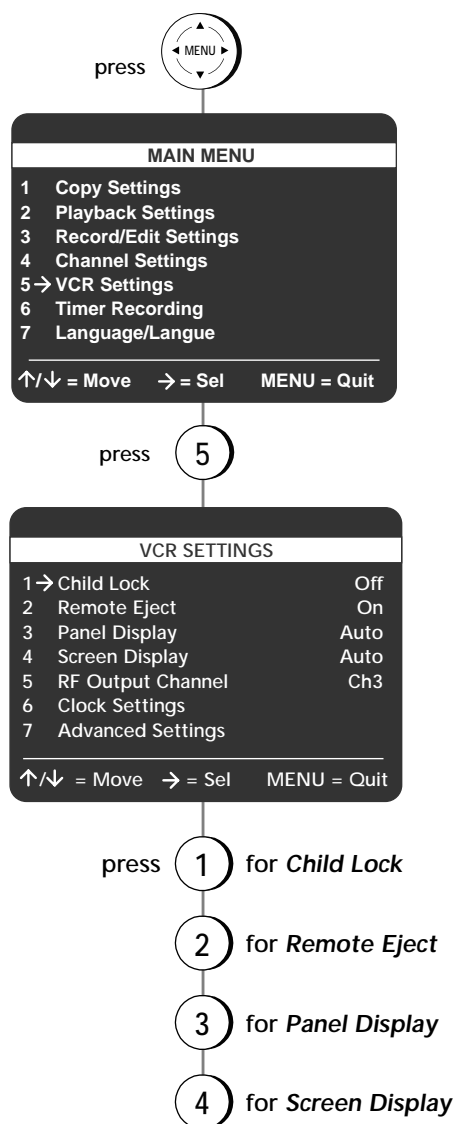 MENU
press
MAIN MENU
1 Copy Settings
2 Playback Settings
3 Record/Edit Settings
4 Channel Settings
5→ VCR Settings
6 Timer Recording
7 Language/Langue
↑/↓ = Move → = Sel MENU = Quit
press 5
VCR SETTINGS
1→ Child Lock Off
2 Remote Eject On
3 Panel Display Auto
4 Screen Display Auto
5 RF Output Channel Ch3
6 Clock Settings
7 Advanced Settings
↑/↓ = Move → = Sel MENU = Quit
press 1 for Child Lock
2 for Remote Eject
3 for Panel Display
4 for Screen Display